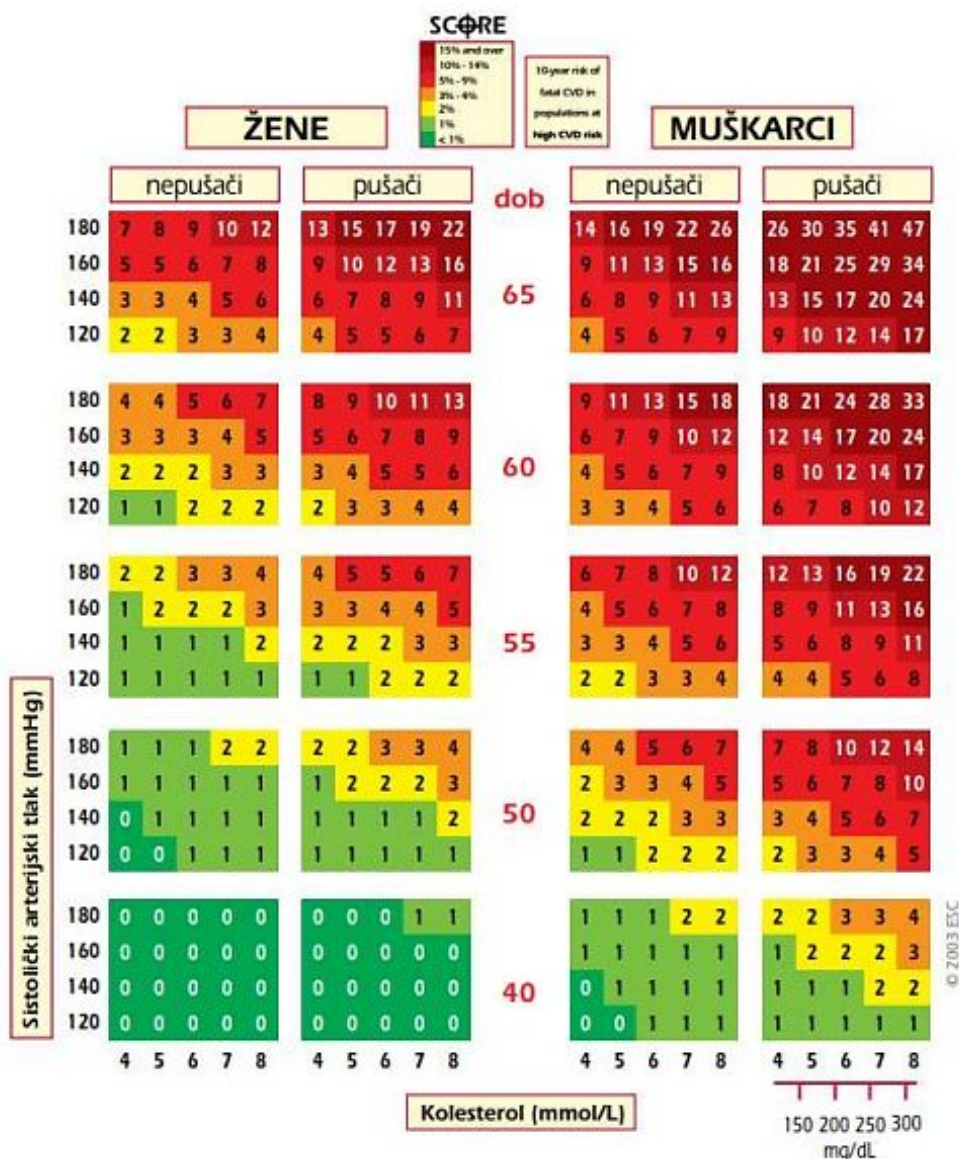 SCORE
15% and over
10% - 14%
5% - 9%
3% - 4%
2%
1%
< 1%
10-year risk of
fatal CVD in
populations at
high CVD risk
ŽENE
MUŠKARCI
nepušači
pušači
dob
nepušači
pušači
180 7 8 9 10 12 13 15 17 19 22 14 16 19 22 26 26 30 35 41 47
160 5 5 6 7 8 9 10 12 13 16 9 11 13 15 16 18 21 25 29 34
65
140 3 3 4 5 6 6 7 8 9 11 6 8 9 11 13 13 15 17 20 24
120 2 2 3 3 4 4 5 5 6 7 4 5 6 7 9 9 10 12 14 17
180 4 4 5 6 7 8 9 10 11 13 9 11 13 15 18 18 21 24 28 33
160 3 3 3 4 5 5 6 7 8 9 6 7 9 10 12 12 14 17 20 24
60
140 2 2 2 3 3 3 4 5 5 6 4 5 6 7 9 8 10 12 14 17
120 1 1 2 2 2 2 3 3 4 4 3 3 4 5 6 6 7 8 10 12
180 2 2 3 3 4 4 5 5 6 7 6 7 8 10 12 12 13 16 19 22
160 1 2 2 2 3 3 3 4 4 5 4 5 6 7 8 8 9 11 13 16
55
140 1 1 1 1 2 2 2 2 3 3 3 3 4 5 6 5 6 8 9 11
120 1 1 1 1 1 1 1 2 2 2 2 2 3 3 4 4 4 5 6 8
180 1 1 1 2 2 2 2 3 3 4 4 4 5 6 7 7 8 10 12 14
160 1 1 1 1 1 1 2 2 2 3 2 3 3 4 5 5 6 7 8 10
50
140 0 1 1 1 1 1 1 1 1 2 2 2 2 3 3 3 4 5 6 7
120 0 0 1 1 1 1 1 1 1 1 1 1 2 2 2 2 3 3 4 5
180 0 0 0 0 0 0 0 0 1 1 1 1 1 2 2 2 2 3 3 4
160 0 0 0 0 0 0 0 0 0 0 1 1 1 1 1 1 2 2 2 3
40
140 0 0 0 0 0 0 0 0 0 0 0 1 1 1 1 1 1 1 2 2
120 0 0 0 0 0 0 0 0 0 0 0 0 1 1 1 1 1 1 1 1
4 5 6 7 8 4 5 6 7 8 4 5 6 7 8 4 5 6 7 8
Sistolički arterijski tlak (mmHg)
Kolesterol (mmol/L)
150 200 250 300
mg/dL
© 2003 ESC